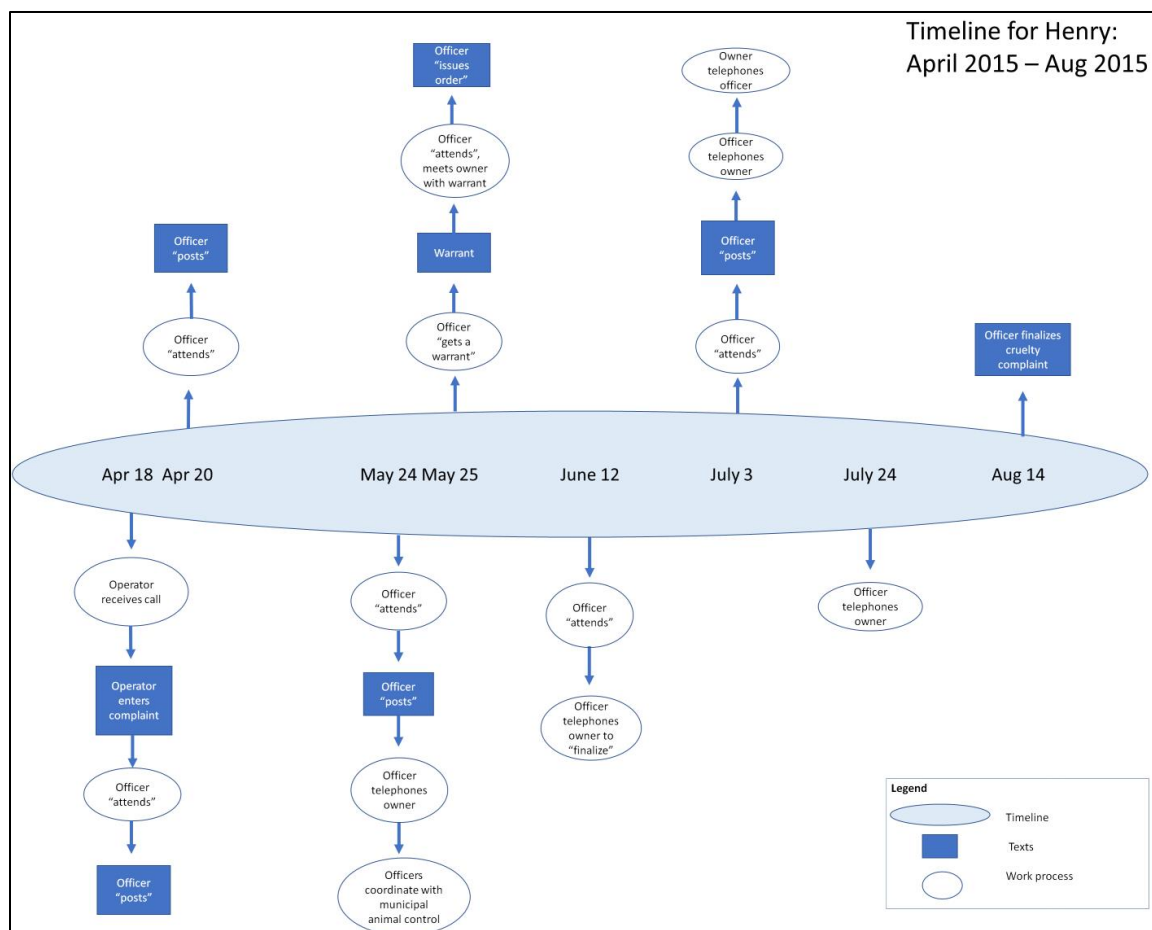 Timeline for Henry:
April 2015 – Aug 2015
Officer
"issues
order"
Officer
"attends",
meets owner
with warrant
Warrant
Officer
"gets a
warrant"
Owner
telephones
officer
Officer
telephones
owner
Officer
"posts"
Officer
"attends"
Officer
"posts"
Officer
"attends"
Officer finalizes
cruelty
complaint
Apr 18 Apr 20
May 24 May 25
June 12
July 3
July 24
Aug 14
Operator
receives call
Operator
enters
complaint
Officer
"attends"
Officer
"posts"
Officer
"attends"
Officer
"posts"
Officer
telephones
owner
Officers
coordinate with
municipal
animal control
Officer
"attends"
Officer
telephones
owner to
"finalize"
Officer
telephones
owner
Legend
Timeline
Texts
Work process